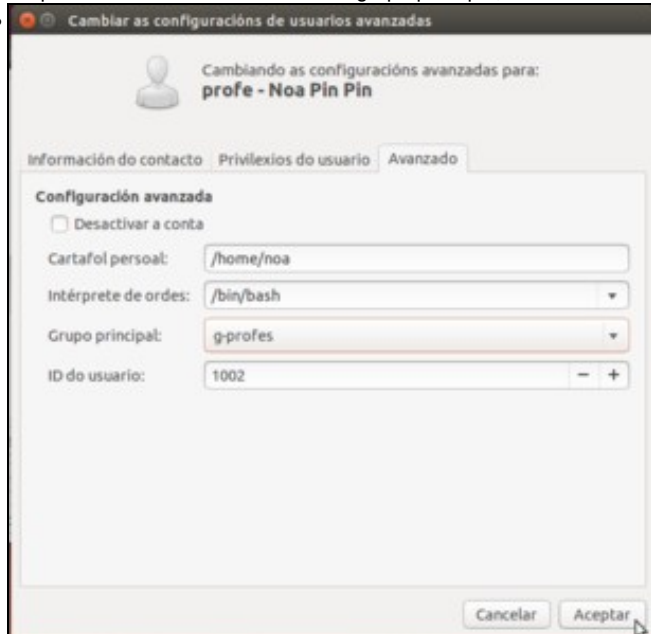 Cambiar as configuracións de usuarios avanzadas
Cambiando as configuracións avanzadas para:
profe - Noa Pin Pin
Información do contacto Privilexios do usuario Avanzado
Configuración avanzada
Desactivar a conta
Cartafol persoal: /home/noa
Intérprete de ordes: /bin/bash
Grupo principal: g-profes
ID do usuario: 1002 − +
Cancelar Aceptar